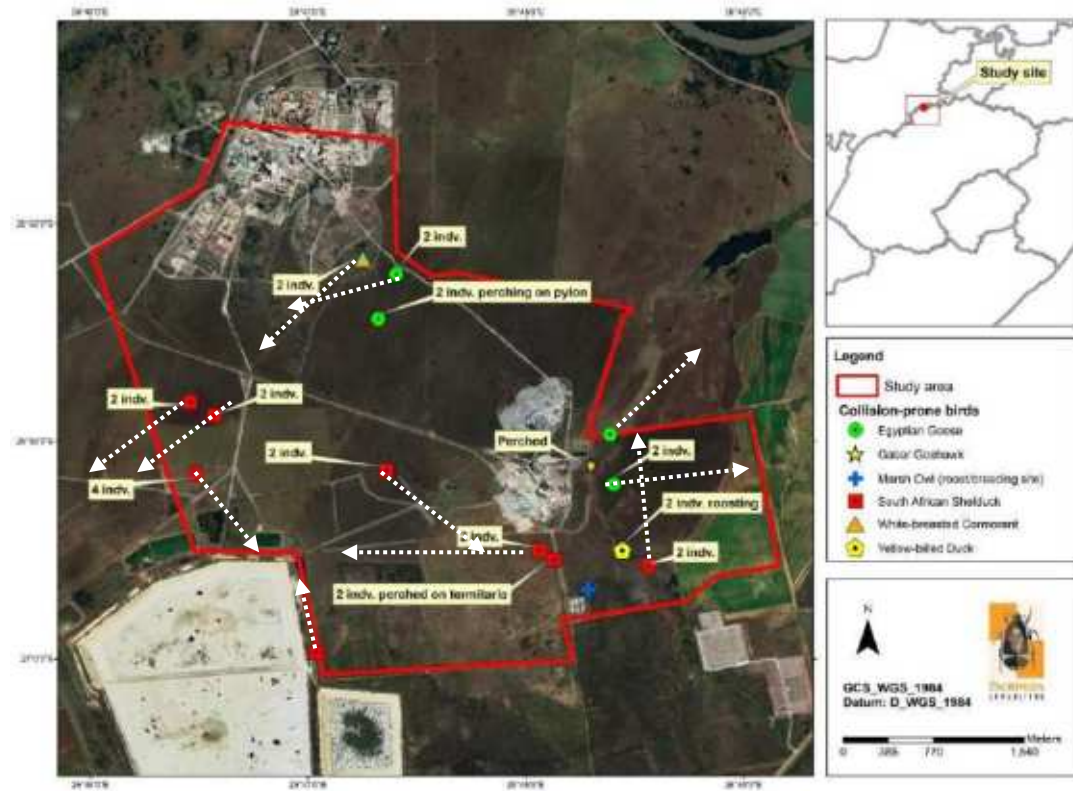 Study site
2 indv.
2 indv.
2 indv. perching on pylon
2 indv.
2 indv.
2 indv.
Perched
2 indv.
4 indv.
2 indv. roosting
2 indv.
2 indv.
2 indv. perched on termitaria
Legend
Study area
Collision-prone birds
Egyptian Goose
Gabar Goshawk
Marsh Owl (roost/breeding site)
South African Shelduck
White-breasted Cormorant
Yellow-billed Duck
N
GCS_WGS_1984
Datum: D_WGS_1984
Meters
0 385 770 1,540